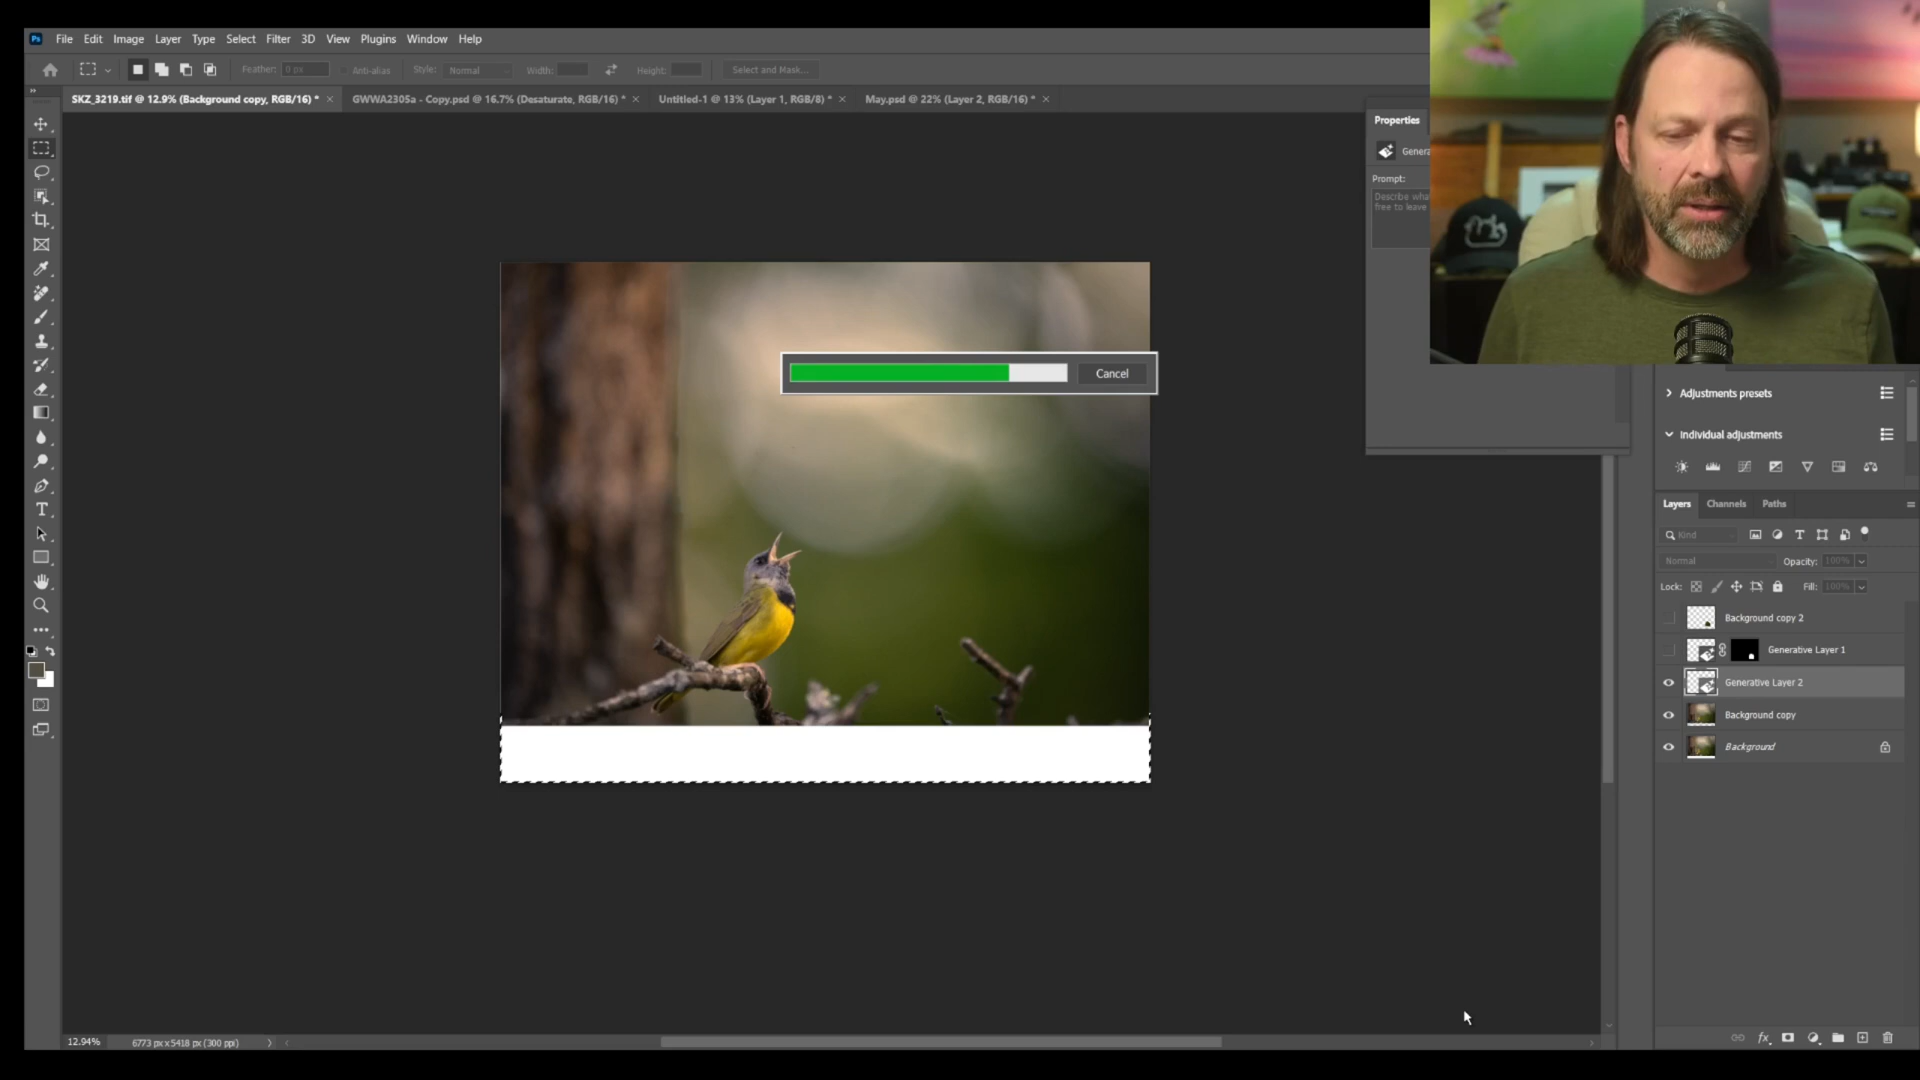 Ps File Edit Image Layer Select Filter 3D View Plugins Window Help
Feather: 0 px Anti-alias Style: Normal Width: Height: Select and Mask...
SKZ_3219.tif @ 12.9% (Background copy, RGB/16) * GWWA2305a - Copy.psd @ 16.7% (Desaturate, RGB/16) * Untitled-1 @ 13% (Layer 1, RGB/8) * May.psd @ 22% (Layer 2, RGB/16) *
Properties
Genera
Prompt:
Describe wha
free to leave
Cancel
Adjustments presets
Individual adjustments
Layers Channels Paths
Kind
Normal Opacity: 100%
Lock: Fill: 100%
Background copy 2
Generative Layer 1
Generative Layer 2
Background copy
Background
12.94% 6773 px x 5418 px (300 ppi)